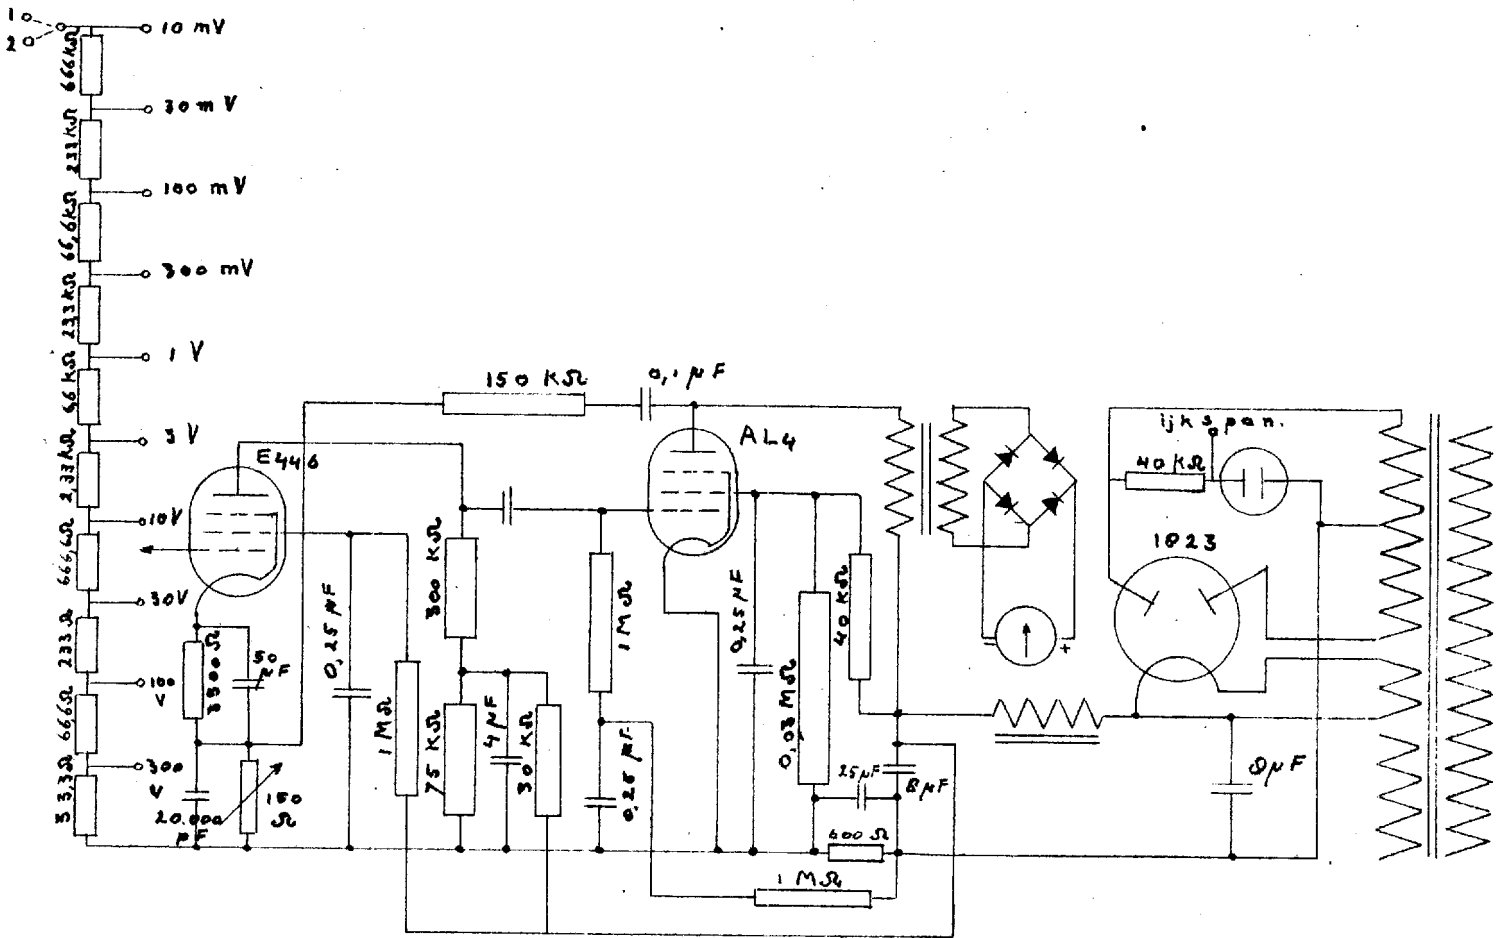 1
2
10 mV
666 kΩ
30 mV
233 kΩ
100 mV
66,6 kΩ
300 mV
23,3 kΩ
1 V
6,6 kΩ
3 V
2,33 kΩ
10 V
666,6 Ω
30 V
233 Ω
100
V
66,6 Ω
300
V
33,3 Ω
E446
3500 Ω
50
µF
20.000
pF
150
Ω
0,25 µF
1 MΩ
150 kΩ
0,1 µF
300 kΩ
75 kΩ
4 µF
30 kΩ
AL4
1 MΩ
0,25 µF
0,25 µF
0,03 MΩ
40 kΩ
25 µF
8 µF
400 Ω
1 MΩ
+
ijkspan.
40 kΩ
1823
8 µF